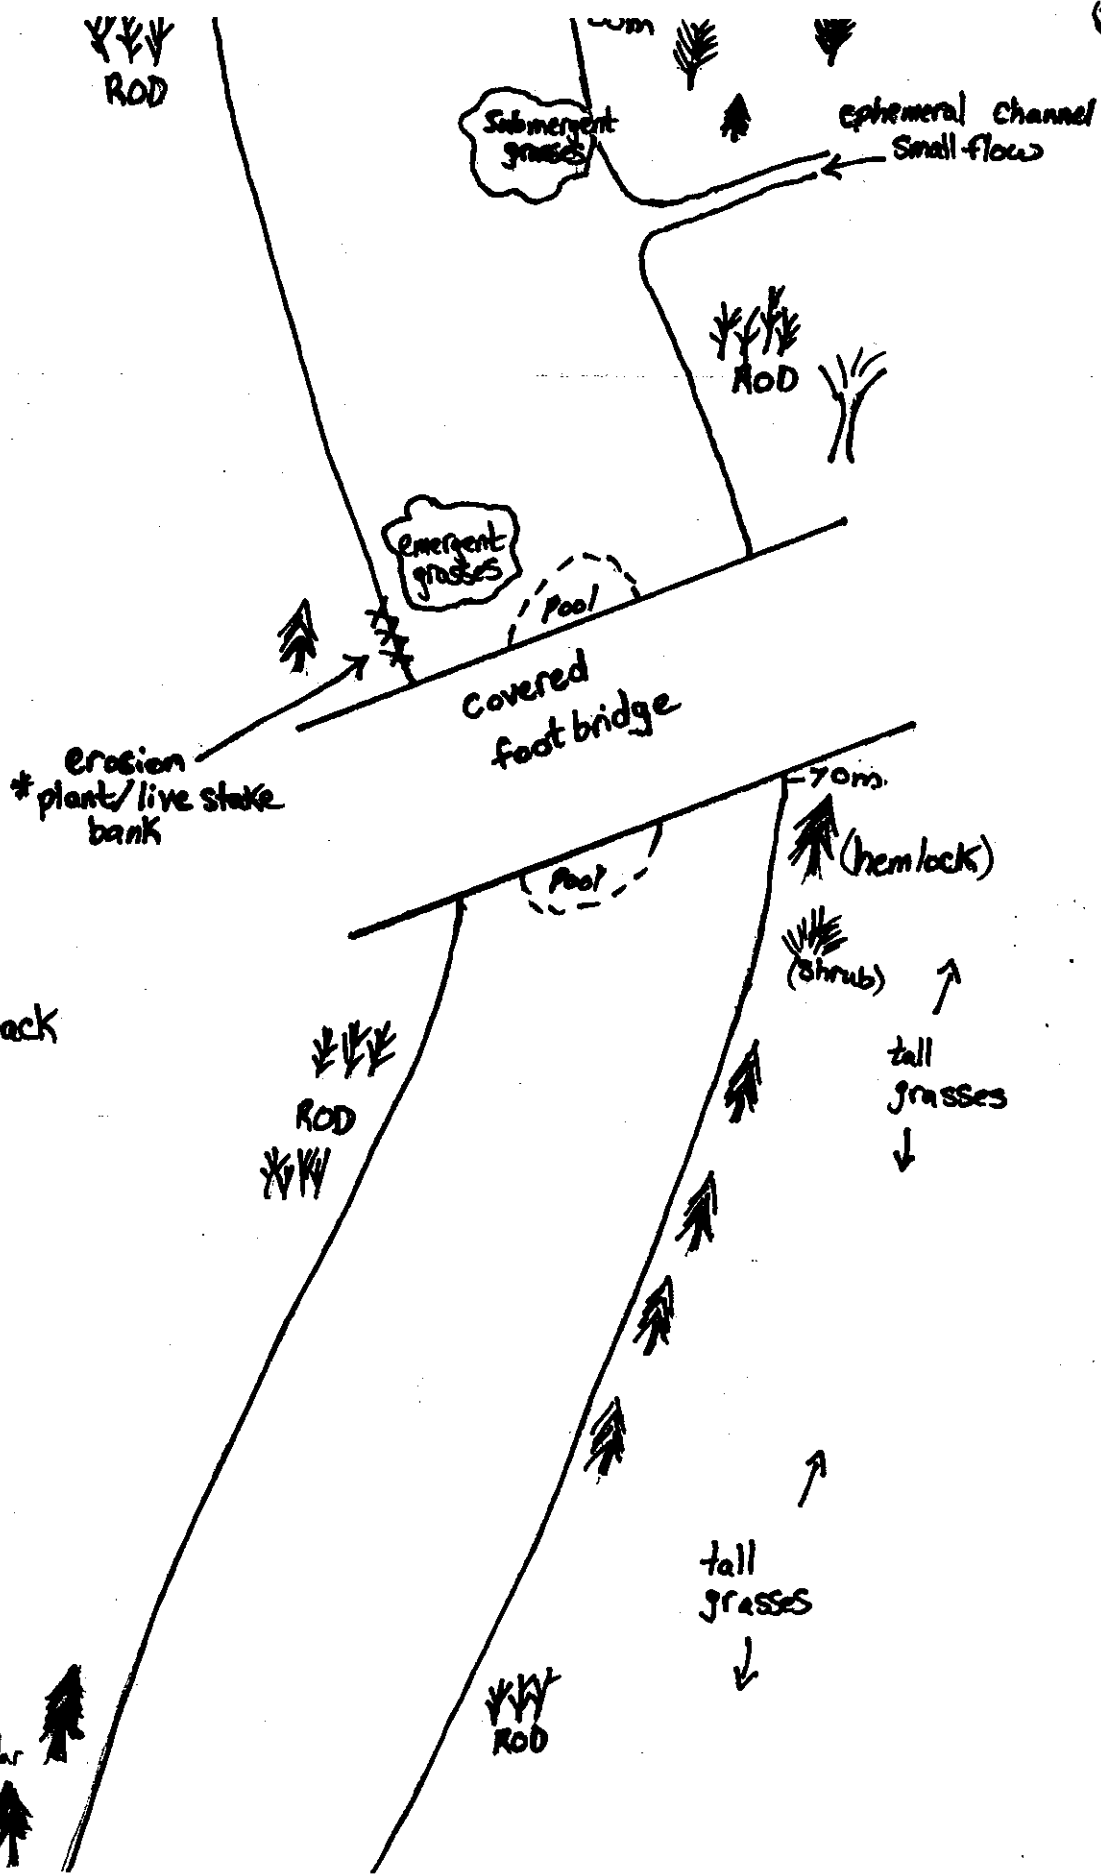 ROD
Submergent
grasses
Ephemeral Channel
Small flow
ROD
emergent
grasses
Pool
Covered
foot bridge
erosion
* plant/live stake
bank
70m.
(hemlock)
Pool
(shrub)
tall
grasses
ack
ROD
tall
grasses
ROD